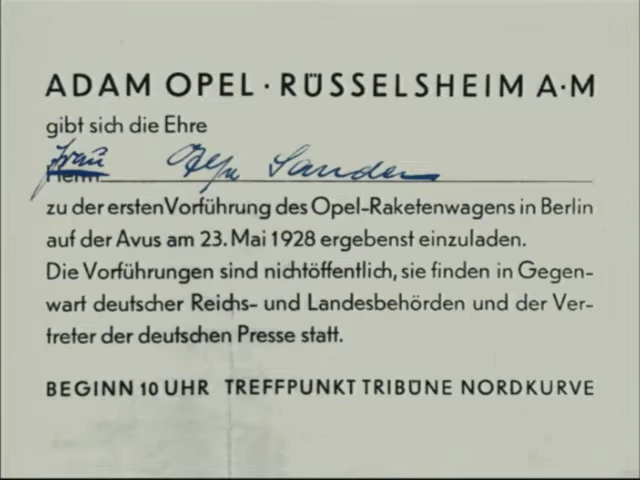 ADAM OPEL · RÜSSELSHEIM A·M
gibt sich die Ehre
Frau Sander
Herrn
zu der ersten Vorführung des Opel-Raketenwagens in Berlin
auf der Avus am 23. Mai 1928 ergebenst einzuladen.
Die Vorführungen sind nichtöffentlich, sie finden in Gegen-
wart deutscher Reichs- und Landesbehörden und der Ver-
treter der deutschen Presse statt.
BEGINN 10 UHR TREFFPUNKT TRIBÜNE NORDKURVE